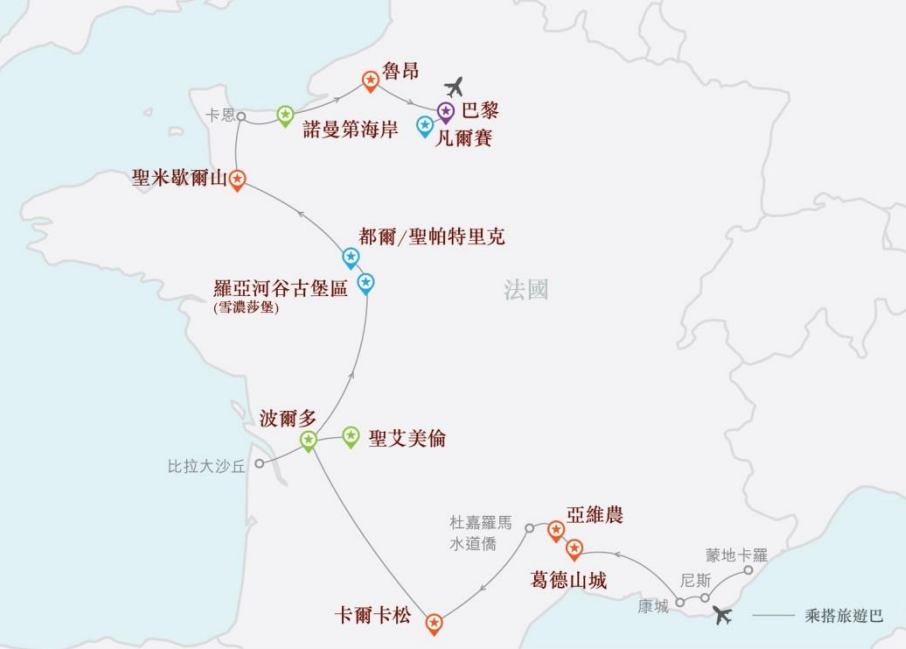 魯昂
巴黎
卡恩
諾曼第海岸
凡爾賽
聖米歇爾山
都爾/聖帕特里克
羅亞河谷古堡區
(雪濃莎堡)
法國
波爾多
聖艾美倫
比拉大沙丘
亞維農
杜嘉羅馬
水道僑
葛德山城
蒙地卡羅
尼斯
康城
卡爾卡松
乘搭旅遊巴